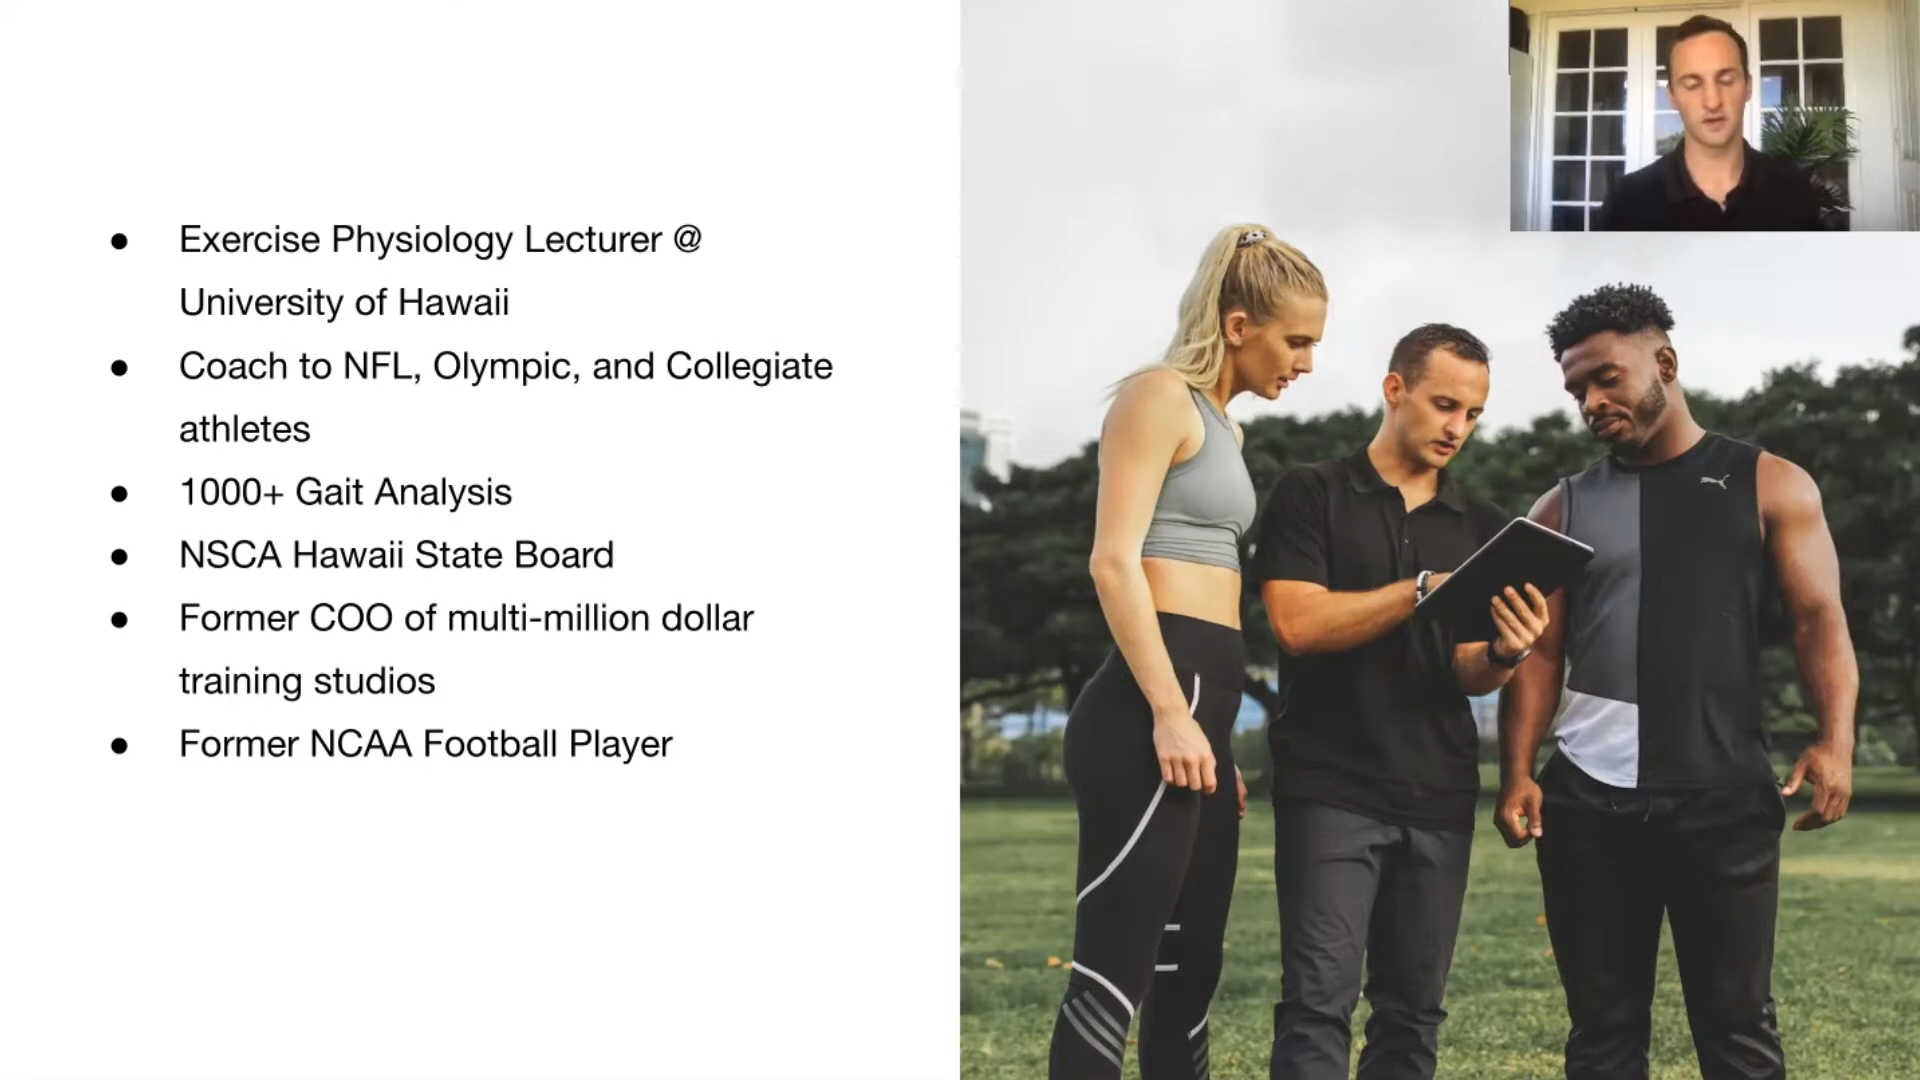 ● Exercise Physiology Lecturer @
University of Hawaii
● Coach to NFL, Olympic, and Collegiate
athletes
● 1000+ Gait Analysis
● NSCA Hawaii State Board
● Former COO of multi-million dollar
training studios
● Former NCAA Football Player